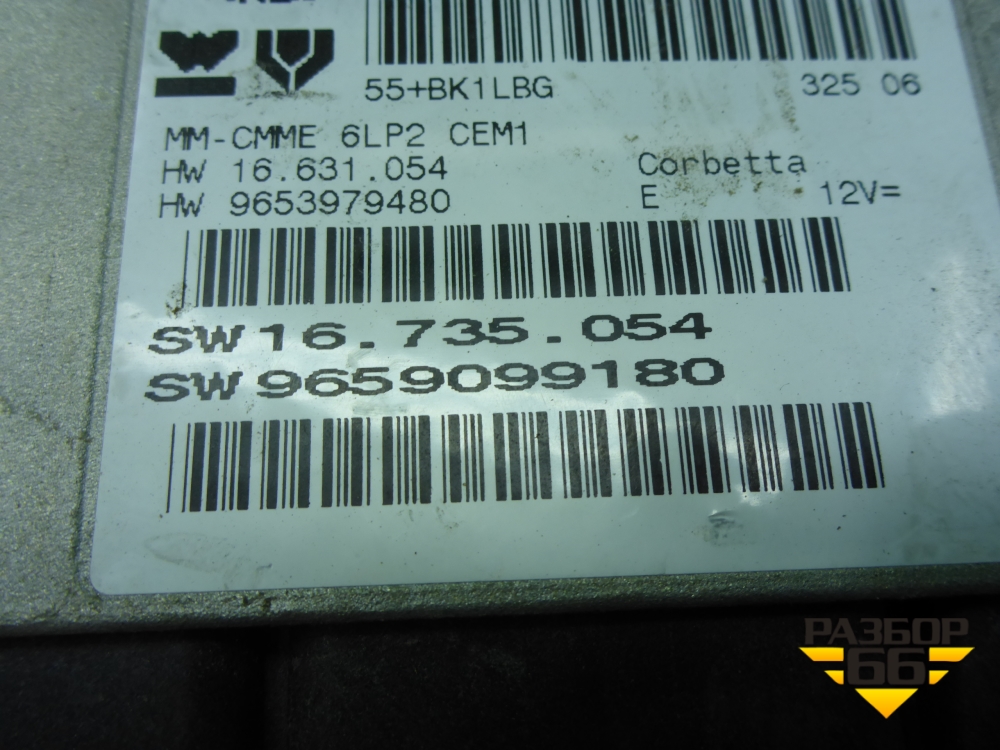 55+BK1LBG 325 06
MM-CMME 6LP2 CEM1
HW 16.631.054 Corbetta
HW 9653979480 E 12V=
SW16.735.054
SW9659099180
РАЗБОР
66